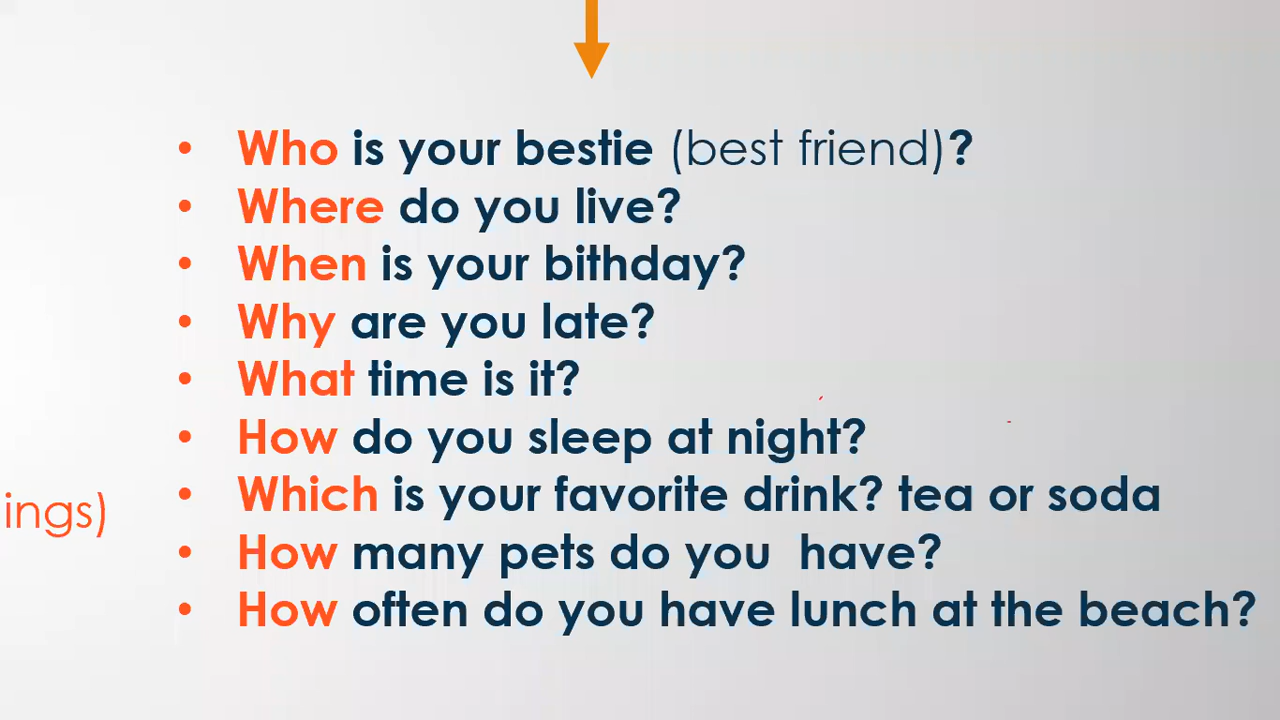 • Who is your bestie (best friend)?
• Where do you live?
• When is your bithday?
• Why are you late?
• What time is it?
• How do you sleep at night?
• Which is your favorite drink? tea or soda
ings)
• How many pets do you  have?
• How often do you have lunch at the beach?